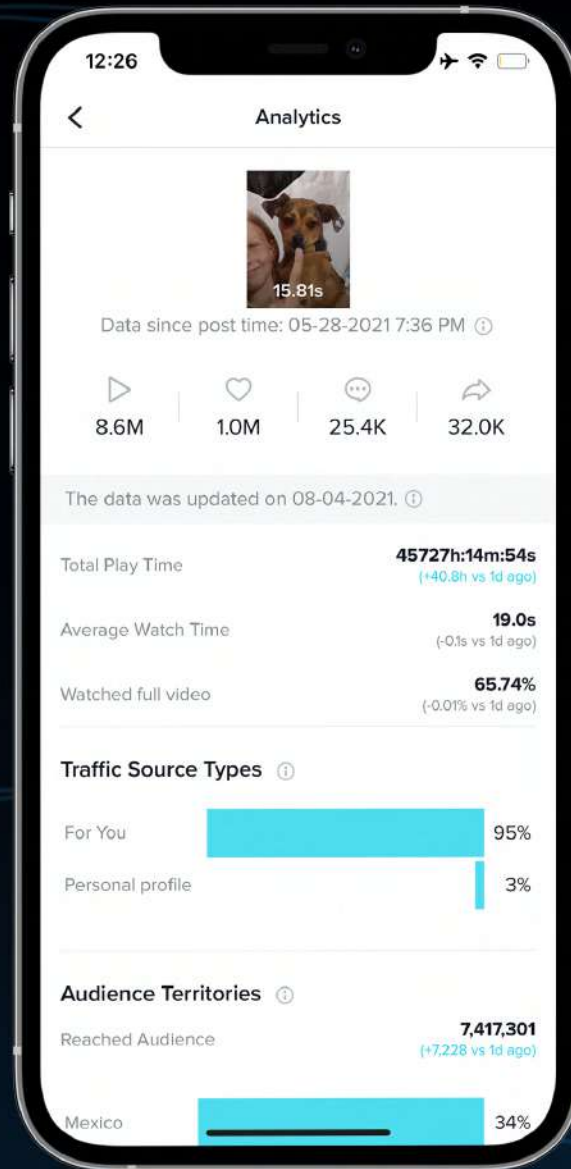 12:26
Analytics
15.81s
Data since post time: 05-28-2021 7:36 PM
8.6M 1.0M 25.4K 32.0K
The data was updated on 08-04-2021.
Total Play Time 45727h:14m:54s
(+40.8h vs 1d ago)
Average Watch Time 19.0s
(-0.1s vs 1d ago)
Watched full video 65.74%
(-0.01% vs 1d ago)
Traffic Source Types
For You 95%
Personal profile 3%
Audience Territories
Reached Audience 7,417,301
(+7,228 vs 1d ago)
Mexico 34%